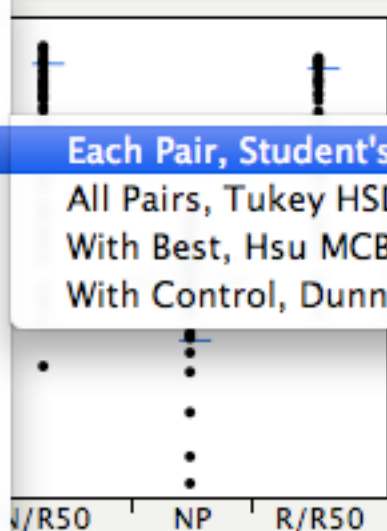 Each Pair, Student's
All Pairs, Tukey HSD
With Best, Hsu MCB
With Control, Dunn
N/R50 NP R/R50